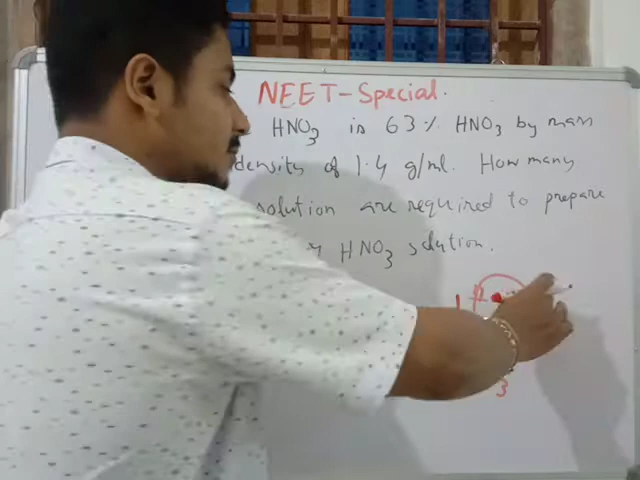 NEET-Special.
HNO3 is 63% HNO3 by mass
density of 1.4 g/ml. How many
solution are required to prepare
HNO3 solution.
3